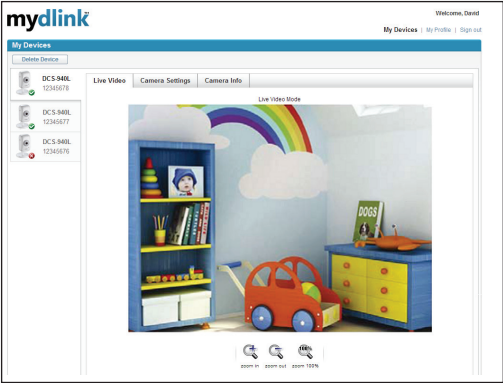 mydlink
Welcome, David
My Devices | My Profile | Sign out
My Devices
Delete Device
DCS-940L
12345678
DCS-940L
12345677
DCS-940L
12345676
Live Video
Camera Settings
Camera Info
Live Video Mode
DOGS
100%
zoom in
zoom out
zoom 100%